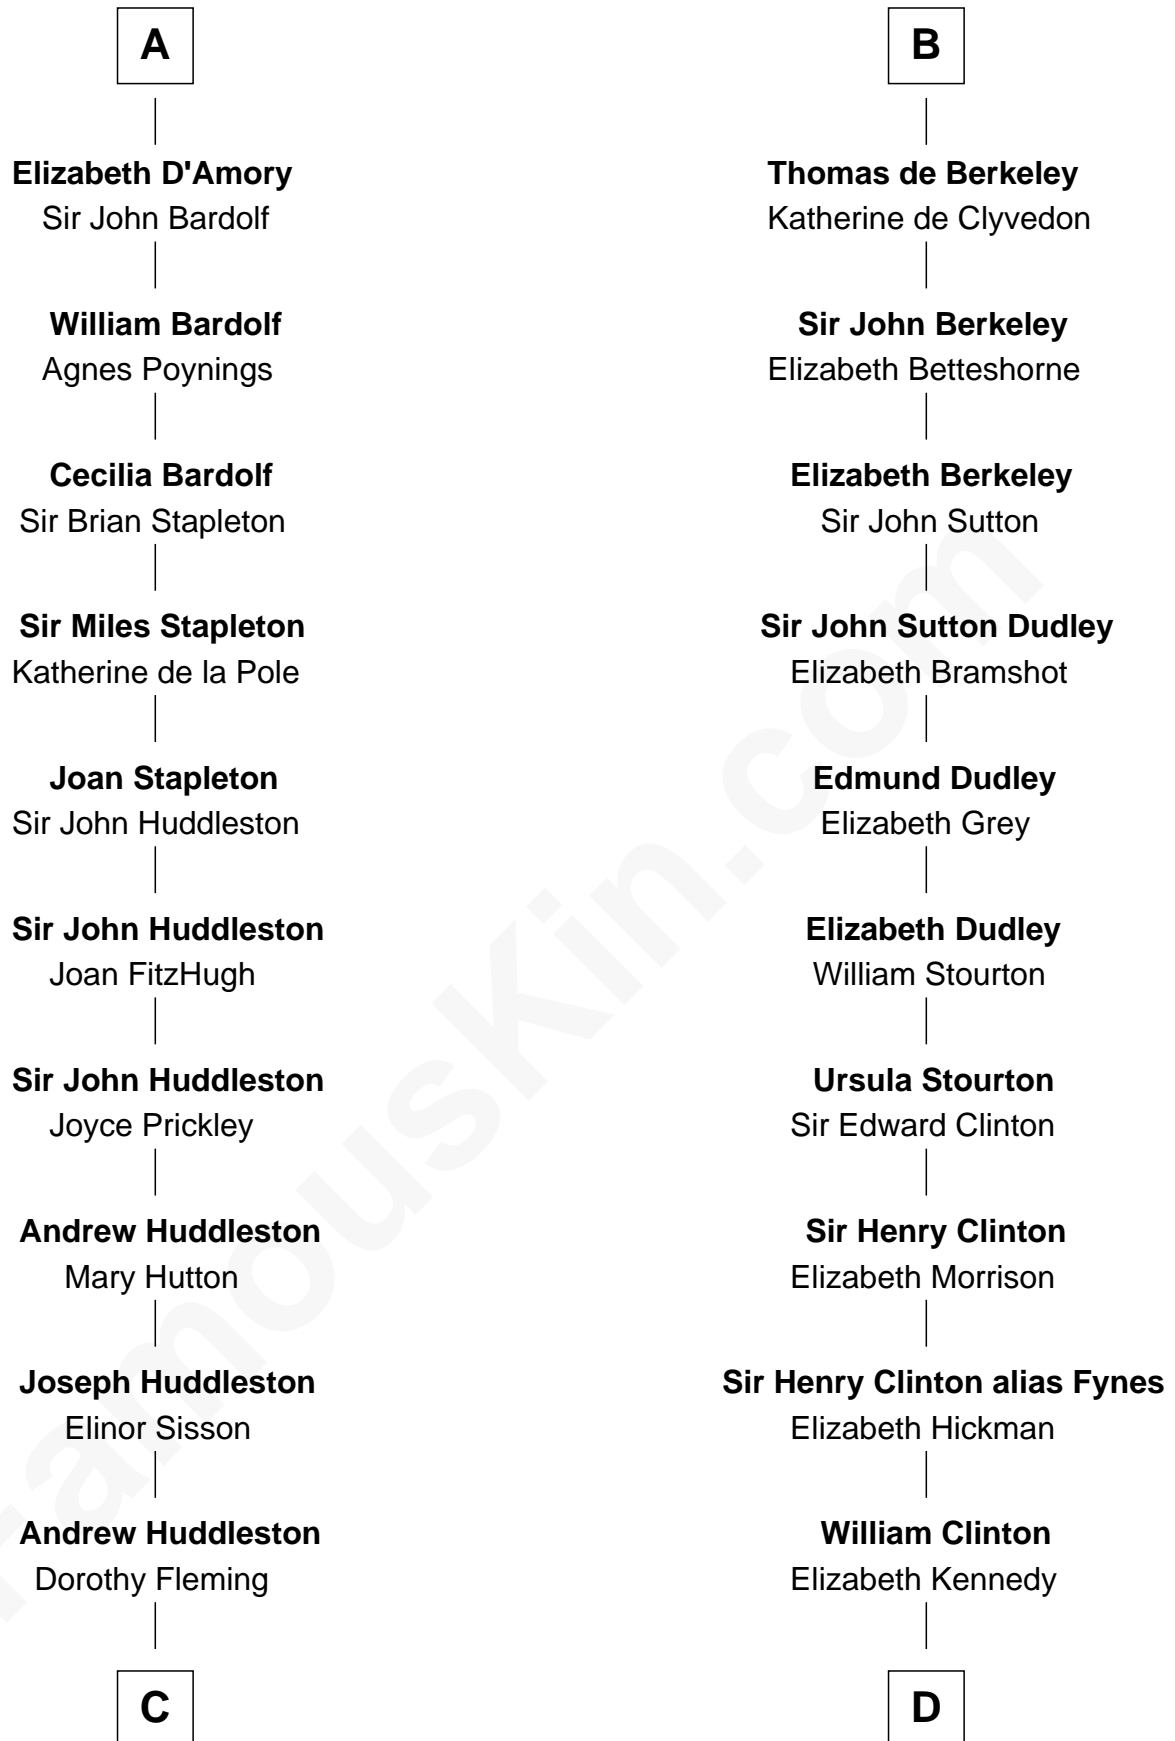 A
Elizabeth D'Amory
Sir John Bardolf
William Bardolf
Agnes Poynings
Cecilia Bardolf
Sir Brian Stapleton
Sir Miles Stapleton
Katherine de la Pole
Joan Stapleton
Sir John Huddleston
Sir John Huddleston
Joan FitzHugh
Sir John Huddleston
Joyce Prickley
Andrew Huddleston
Mary Hutton
Joseph Huddleston
Elinor Sisson
Andrew Huddleston
Dorothy Fleming
C
B
Thomas de Berkeley
Katherine de Clyvedon
Sir John Berkeley
Elizabeth Betteshorne
Elizabeth Berkeley
Sir John Sutton
Sir John Sutton Dudley
Elizabeth Bramshot
Edmund Dudley
Elizabeth Grey
Elizabeth Dudley
William Stourton
Ursula Stourton
Sir Edward Clinton
Sir Henry Clinton
Elizabeth Morrison
Sir Henry Clinton alias Fynes
Elizabeth Hickman
William Clinton
Elizabeth Kennedy
D
FamousKin.com